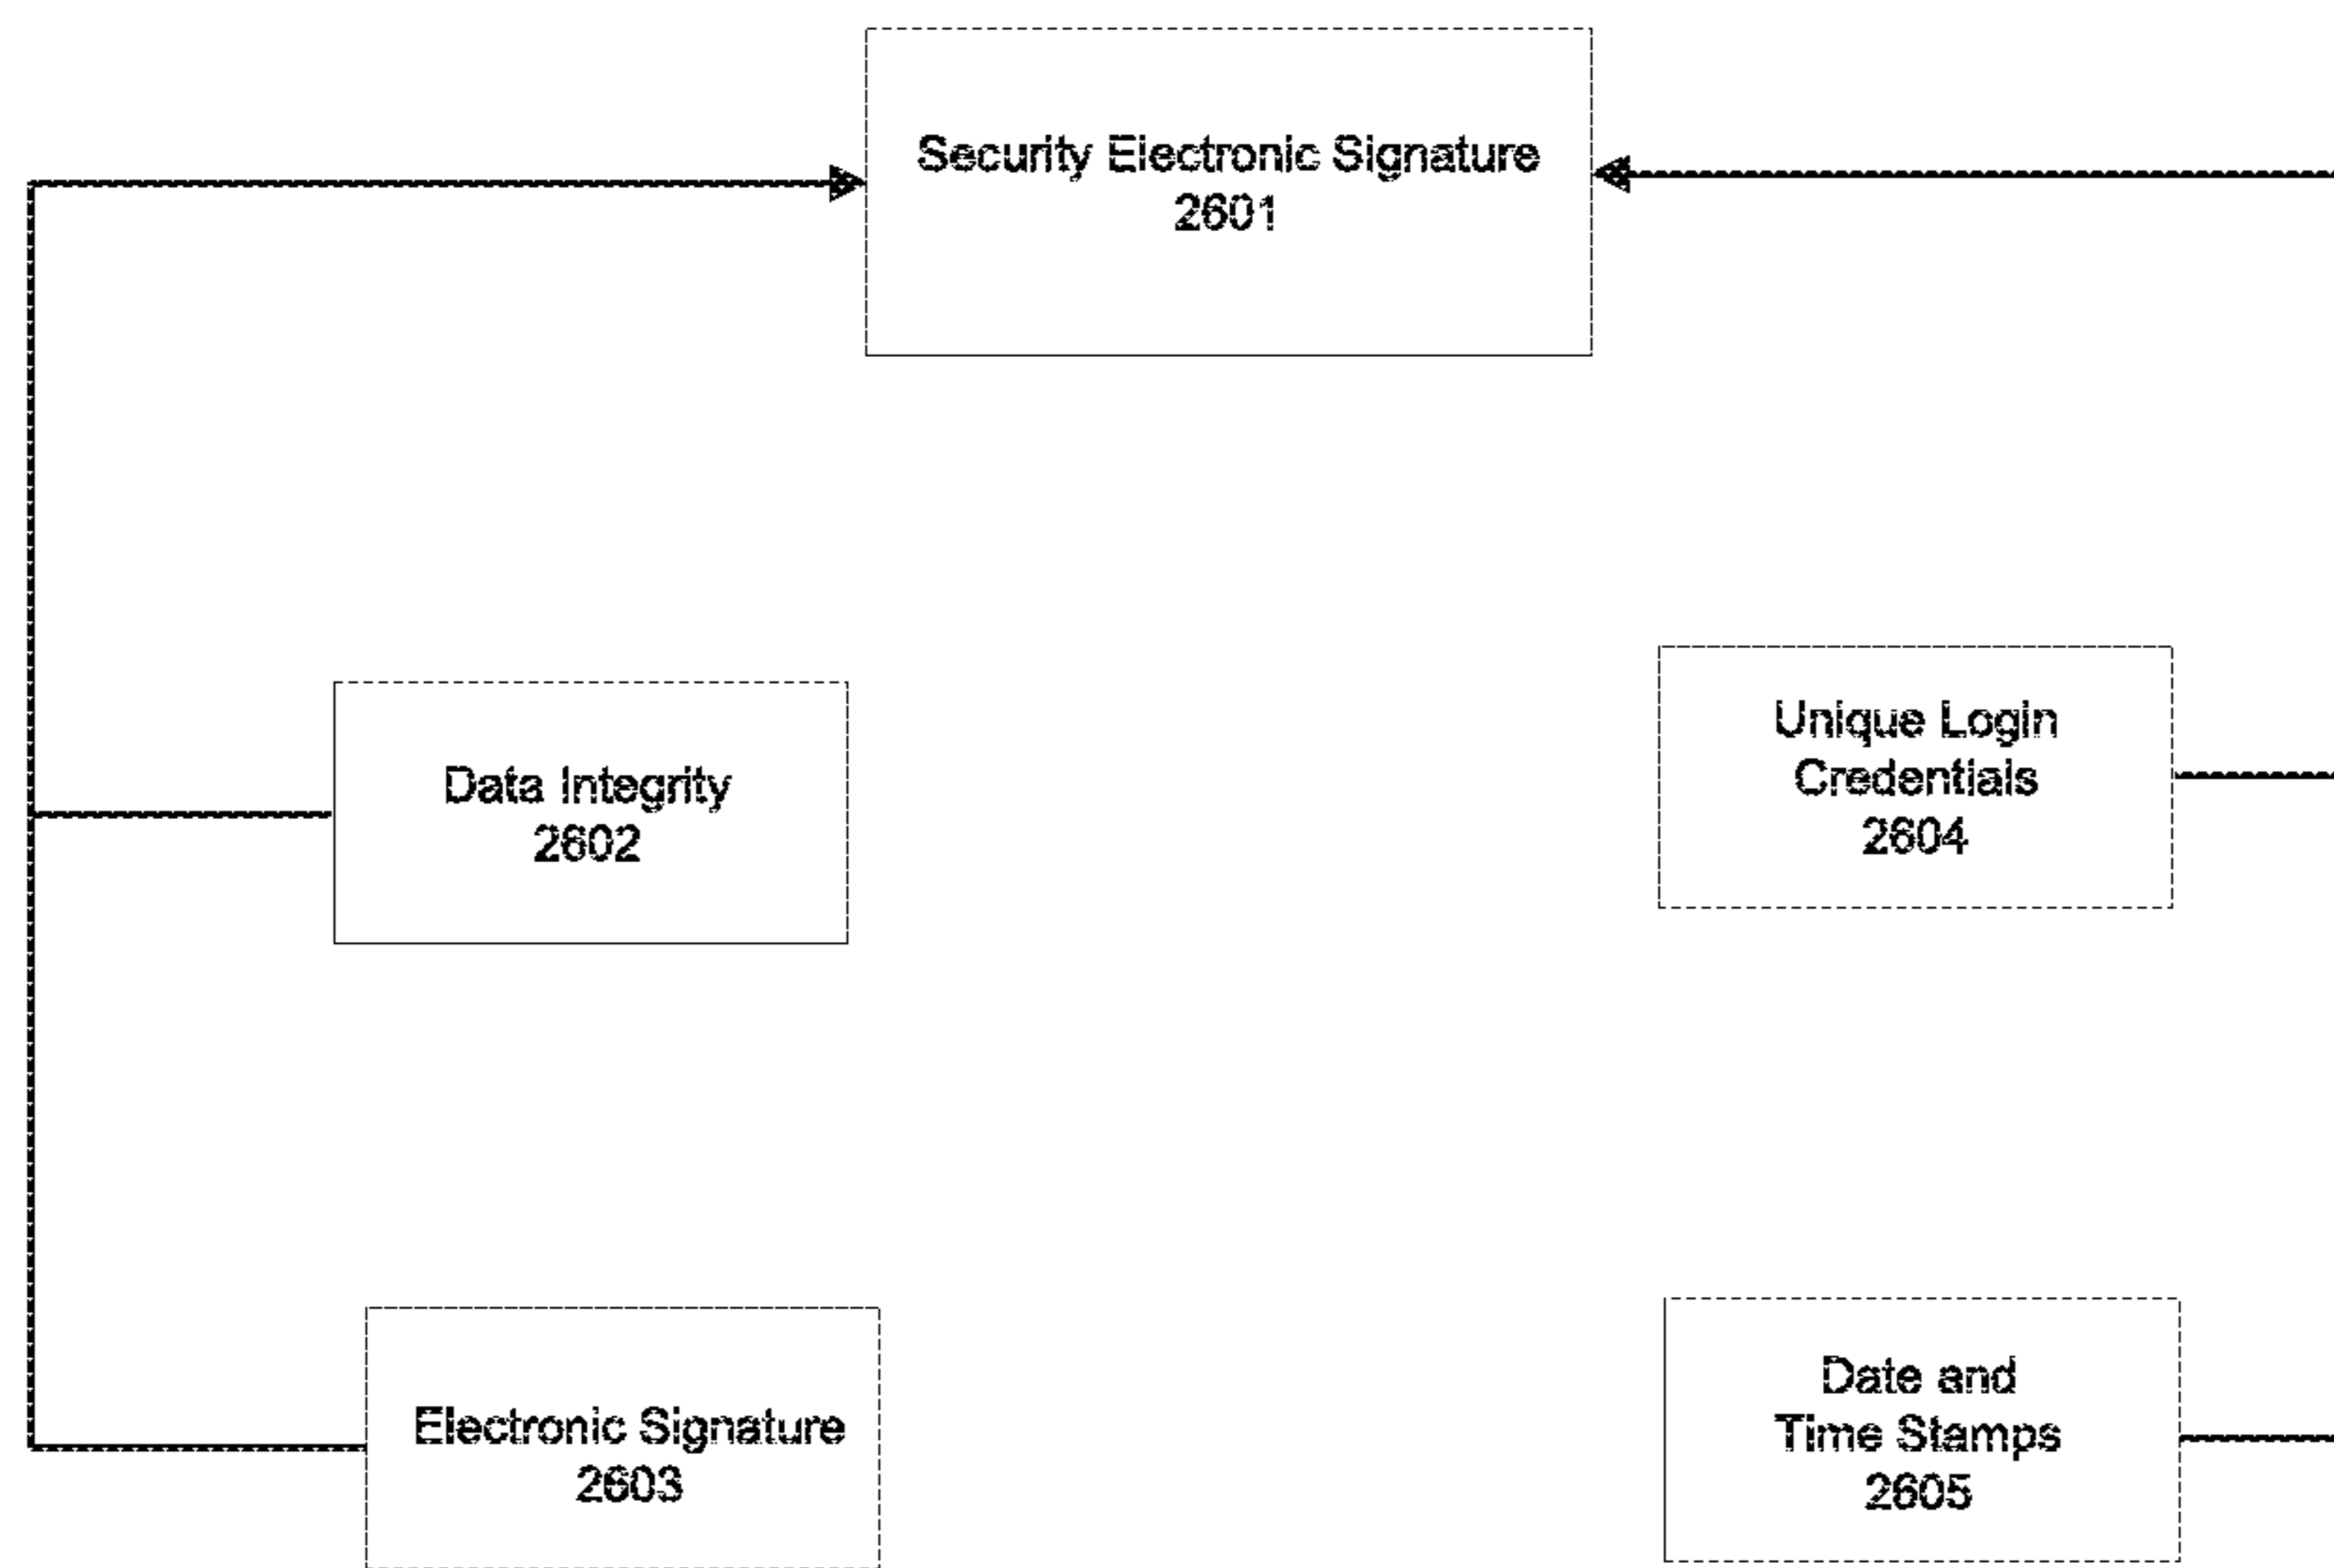 Security Electronic Signature
2601
Data Integrity
2602
Unique Login
Credentials
2604
Electronic Signature
2603
Date and
Time Stamps
2605